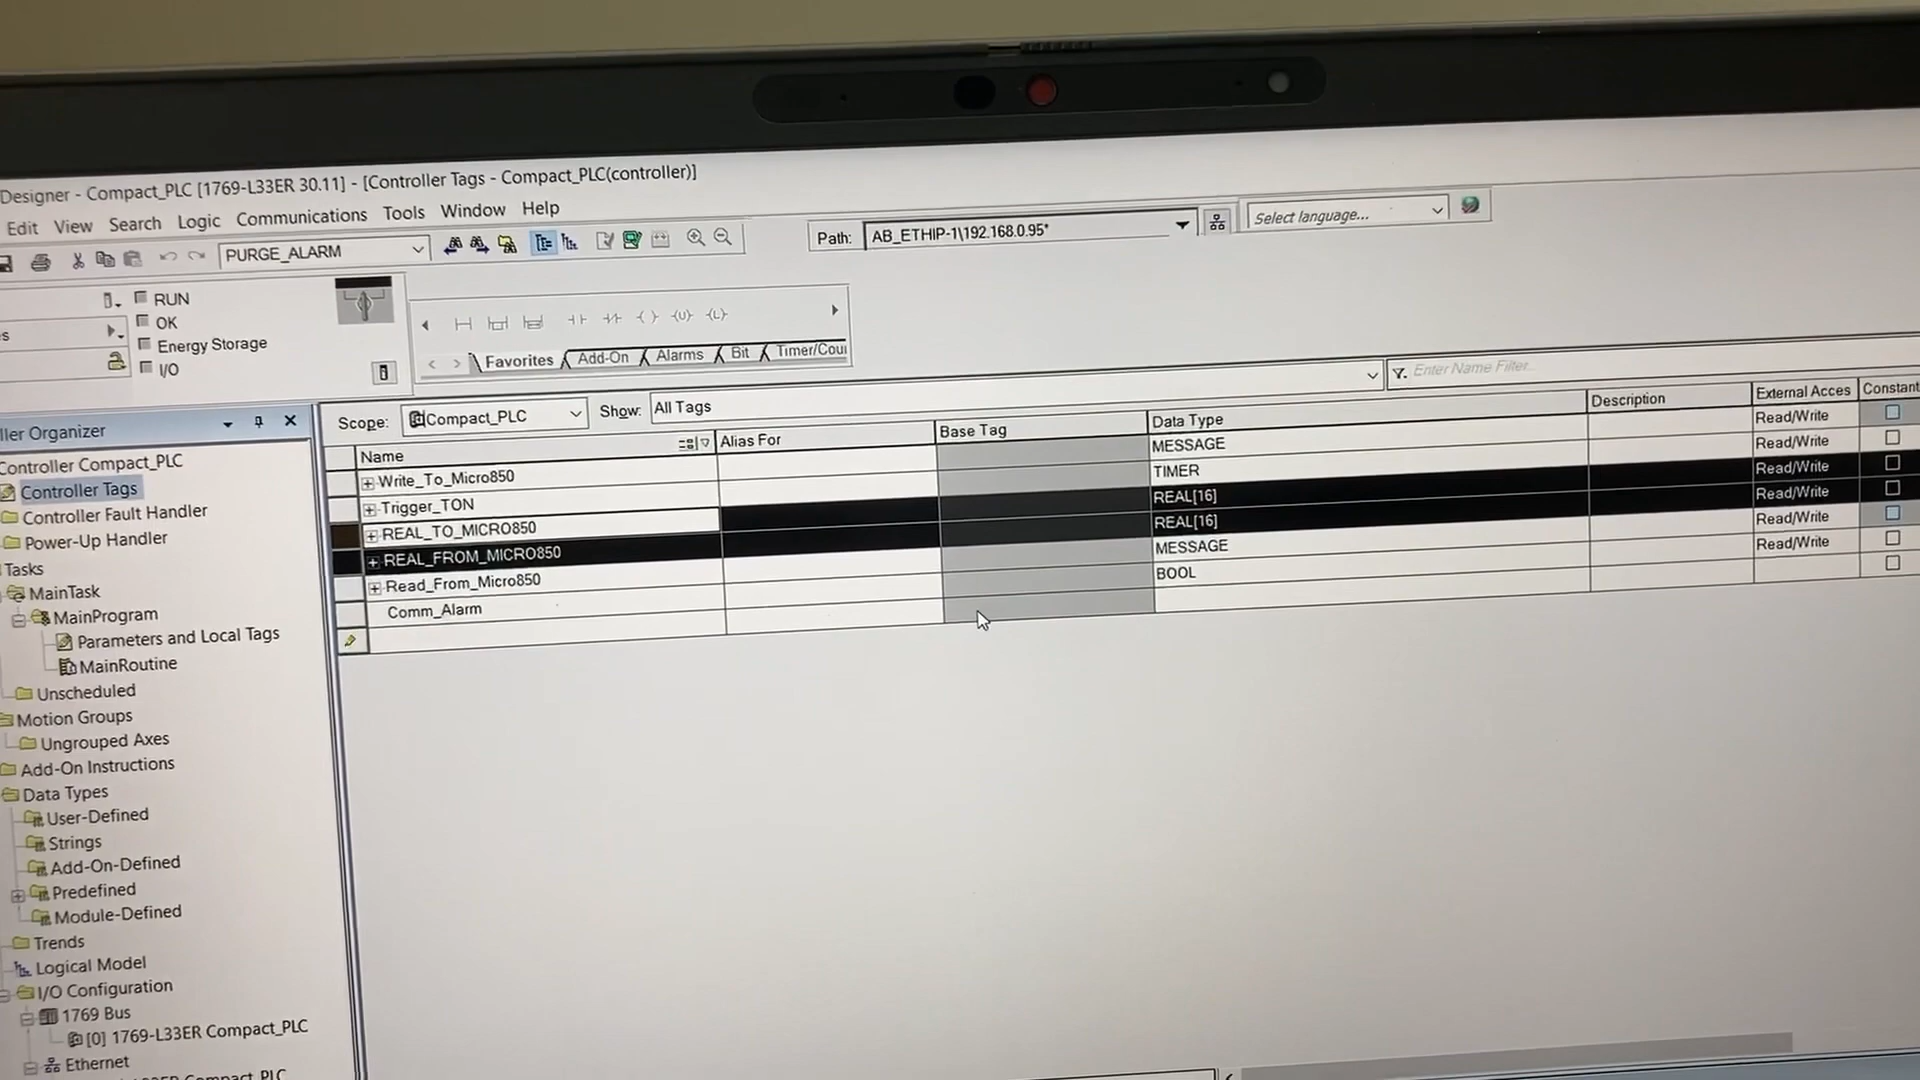 Designer - Compact_PLC [1769-L33ER 30.11] - [Controller Tags - Compact_PLC(controller)]
Edit View Search Logic Communications Tools Window Help
PURGE_ALARM
Path: AB_ETHIP-1\192.168.0.95*
Select language...
RUN
OK
Energy Storage
I/O
Favorites Add-On Alarms Bit Timer/Cou
Controller Compact_PLC
Controller Tags
Controller Fault Handler
Power-Up Handler
Tasks
MainTask
MainProgram
Parameters and Local Tags
MainRoutine
Unscheduled
Motion Groups
Ungrouped Axes
Add-On Instructions
Data Types
User-Defined
Strings
Add-On-Defined
Predefined
Module-Defined
Trends
Logical Model
I/O Configuration
1769 Bus
[0] 1769-L33ER Compact_PLC
Ethernet
Scope: Compact_PLC Show: All Tags
Enter Name Filter...
Name Alias For Base Tag Data Type Description External Acces Constant
Write_To_Micro850 MESSAGE Read/Write
Trigger_TON TIMER Read/Write
REAL_TO_MICRO850 REAL[16] Read/Write
REAL_FROM_MICRO850 REAL[16] Read/Write
Read_From_Micro850 MESSAGE Read/Write
Comm_Alarm BOOL Read/Write